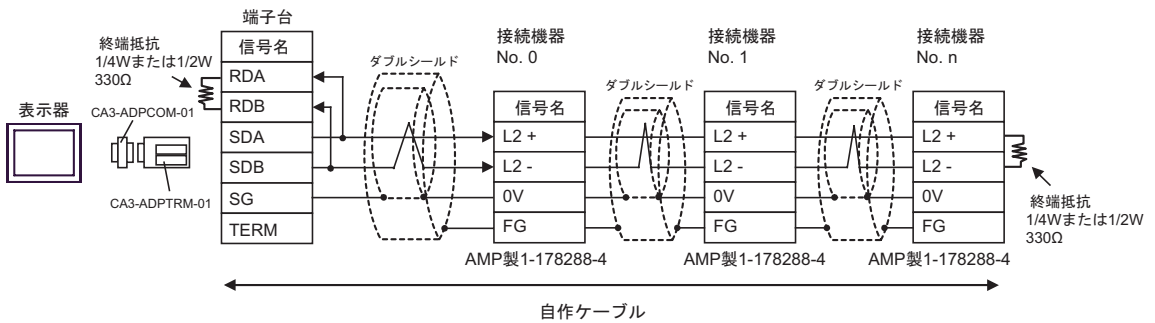 端子台
信号名
RDA
RDB
SDA
SDB
SG
TERM
終端抵抗
1/4Wまたは1/2W
330Ω
表示器
CA3-ADPCOM-01
CA3-ADPTRM-01
ダブルシールド
接続機器
No. 0
信号名
L2 +
L2 -
0V
FG
AMP製1-178288-4
ダブルシールド
接続機器
No. 1
信号名
L2 +
L2 -
0V
FG
AMP製1-178288-4
ダブルシールド
接続機器
No. n
信号名
L2 +
L2 -
0V
FG
AMP製1-178288-4
終端抵抗
1/4Wまたは1/2W
330Ω
自作ケーブル